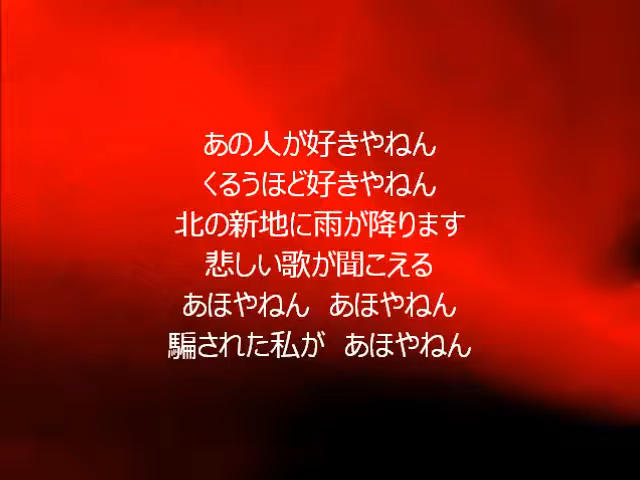 あの人が好きやねん
くるうほど好きやねん
北の新地に雨が降ります
悲しい歌が聞こえる
あほやねん　あほやねん
騙された私が　あほやねん